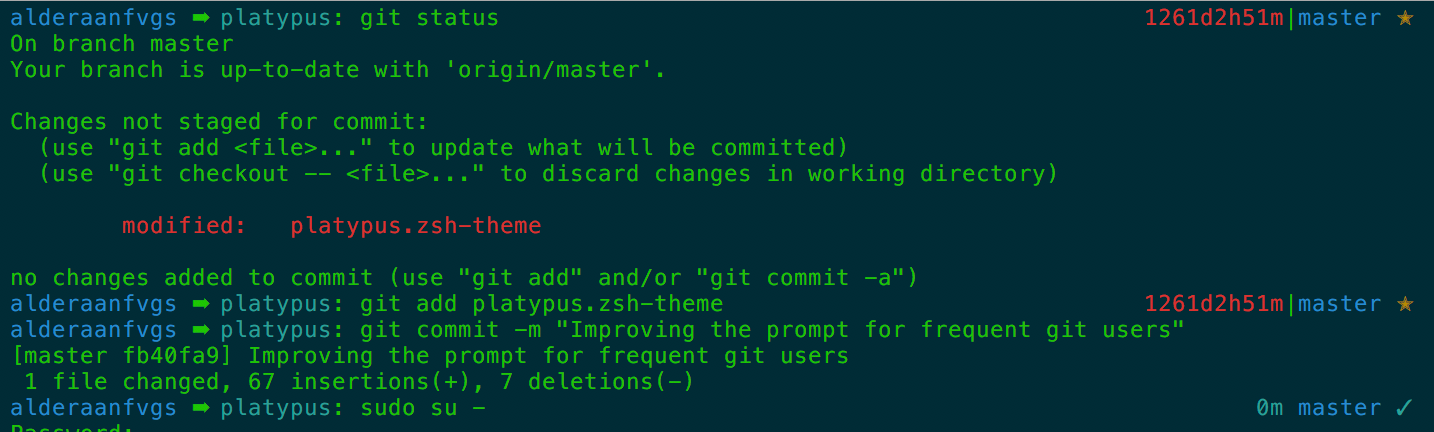 alderaanfvgs ➡ platypus: git status 1261d2h51m|master ✭
On branch master
Your branch is up-to-date with 'origin/master'.
Changes not staged for commit:
(use "git add <file>..." to update what will be committed)
(use "git checkout -- <file>..." to discard changes in working directory)
modified: platypus.zsh-theme
no changes added to commit (use "git add" and/or "git commit -a")
alderaanfvgs ➡ platypus: git add platypus.zsh-theme 1261d2h51m|master ✭
alderaanfvgs ➡ platypus: git commit -m "Improving the prompt for frequent git users"
[master fb40fa9] Improving the prompt for frequent git users
1 file changed, 67 insertions(+), 7 deletions(-)
alderaanfvgs ➡ platypus: sudo su - 0m master ✓
Password: